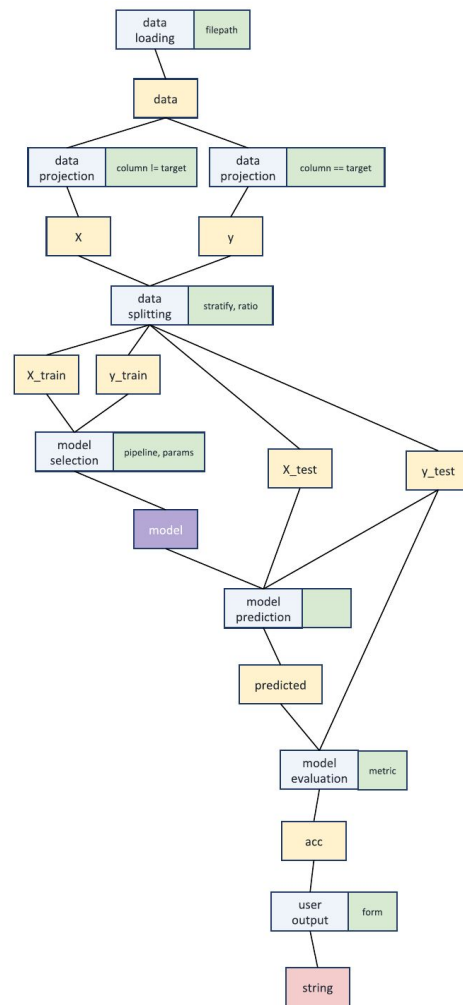 data
loading
filepath
data
data
projection
column != target
data
projection
column == target
X
y
data
splitting
stratify, ratio
X_train
y_train
model
selection
pipeline, params
X_test
y_test
model
model
prediction
predicted
model
evaluation
metric
acc
user
output
form
string